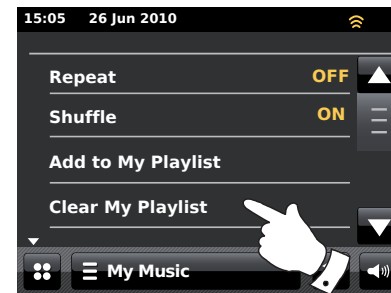 15:05 26 Jun 2010
Repeat OFF
Shuffle ON
Add to My Playlist
Clear My Playlist
My Music